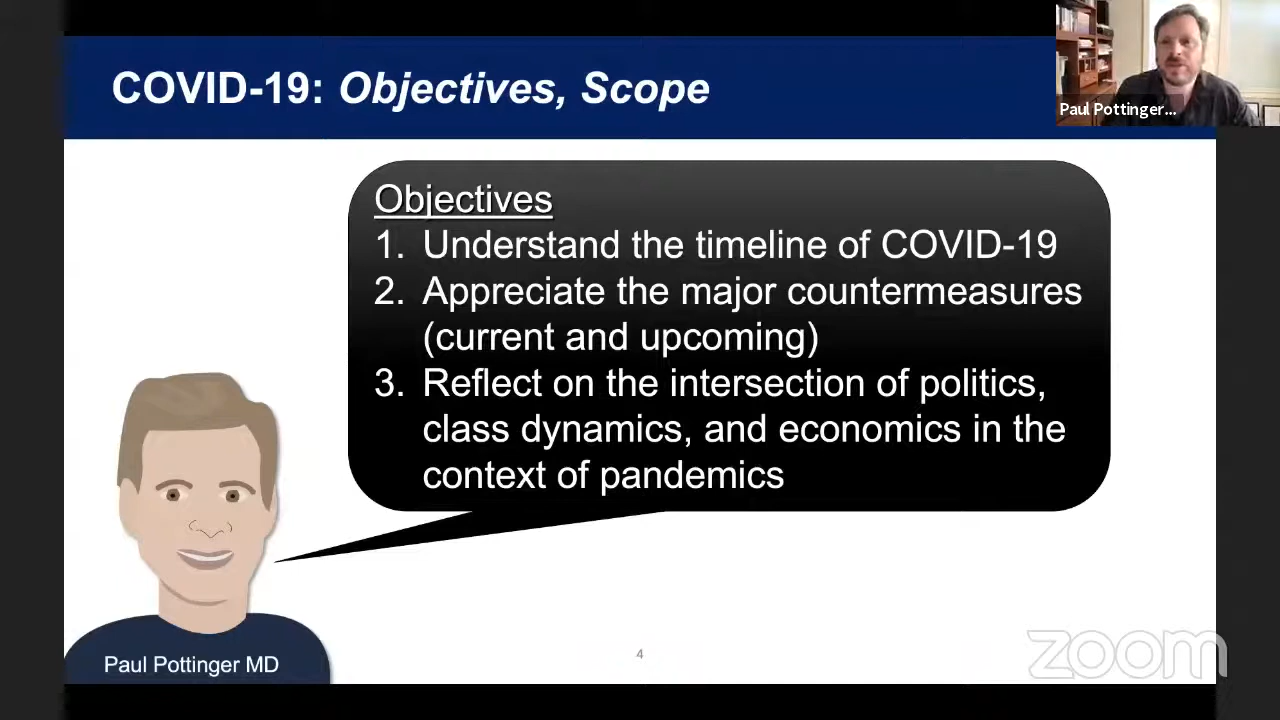 COVID-19: Objectives, Scope
Paul Pottinger...
Objectives
1. Understand the timeline of COVID-19
2. Appreciate the major countermeasures
(current and upcoming)
3. Reflect on the intersection of politics,
class dynamics, and economics in the
context of pandemics
Paul Pottinger MD
4
zoom